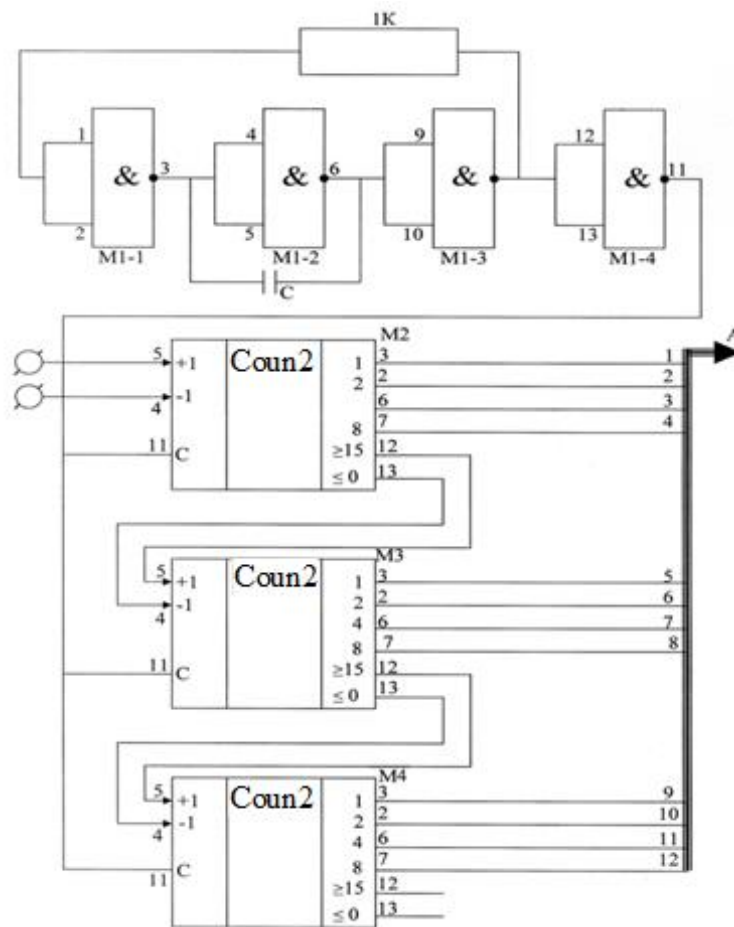 1K
1 3 4 6 9 12 11
& & & &
2 5 10 13
M1-1 M1-2 M1-3 M1-4
C
M2 A
5 +1 Coun2 1 3 1
-1 2 2 2
4 6 3
8 7 4
11 C ≥15 12
≤ 0 13
M3
5 +1 Coun2 1 3 5
-1 2 2 6
4 4 6 7
8 7 8
11 C ≥15 12
≤ 0 13
M4
5 +1 Coun2 1 3 9
-1 2 2 10
4 4 6 11
C 8 7 12
11 ≥15 12
≤ 0 13